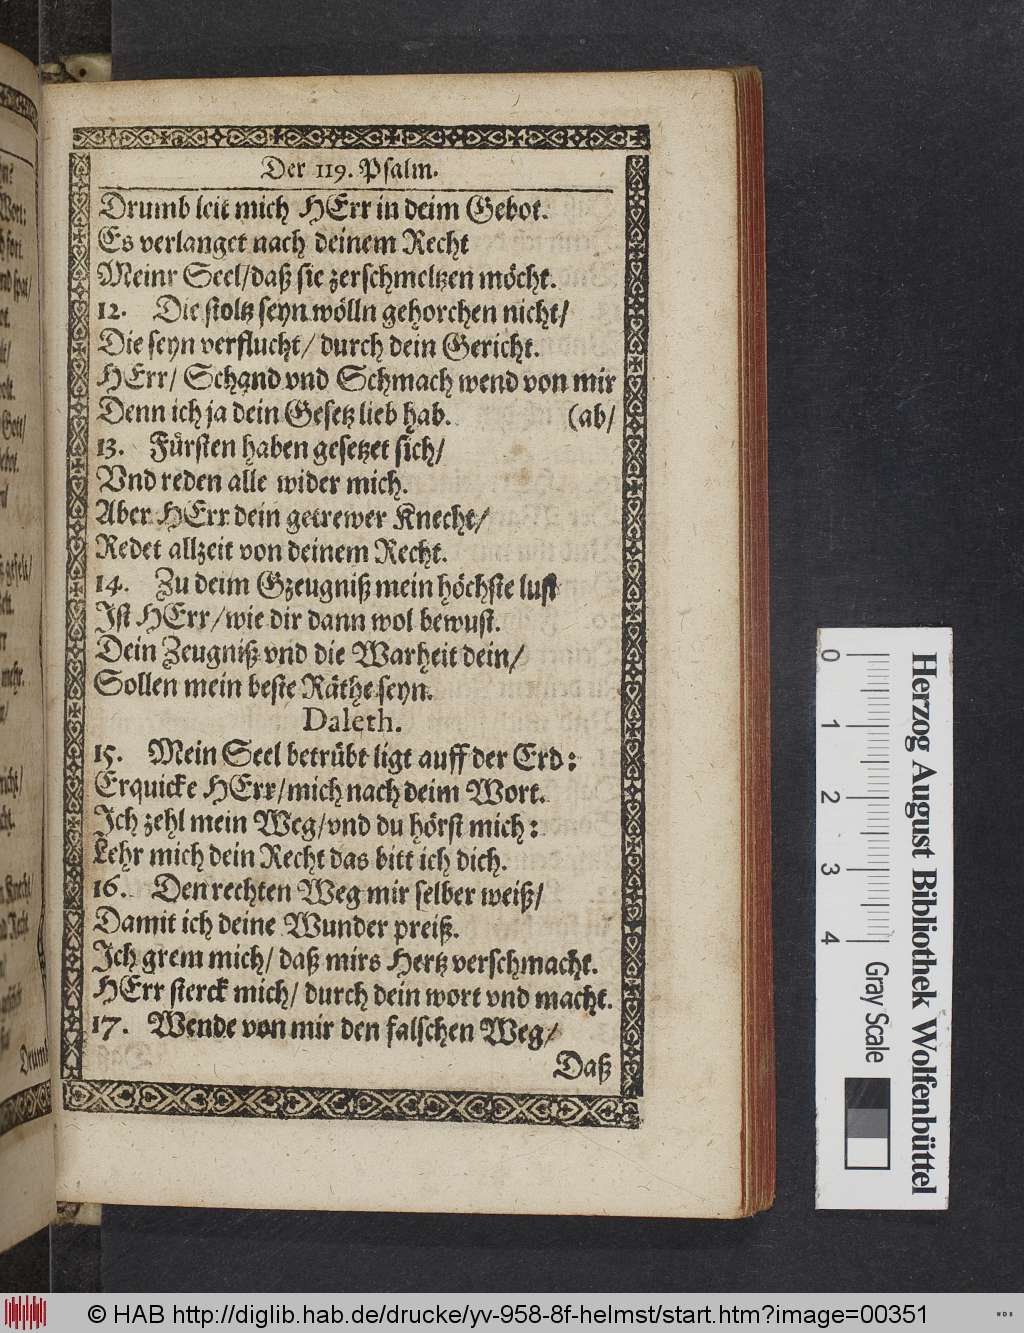 Der 119. Psalm.
Drumb leit mich HErr in deim Gebot.
Es verlanget nach deinem Recht
Meinr Seel/daß sie zerschmeltzen möcht.
12. Die stoltz seyn wölln gehorchen nicht/
Die seyn verflucht/ durch dein Gericht.
HErr/ Schand vnd Schmach wend von mir
Denn ich ja dein Gesetz lieb hab. (ab/
13. Fürsten haben gesetzet sich/
Vnd reden alle wider mich.
Aber HErr dein getrewer Knecht/
Redet allzeit von deinem Recht.
14. Zu deim Gzeugniß mein höchste lust
Ist HErr/wie dir dann wol bewust.
Dein Zeugniß vnd die Warheit dein/
Sollen mein beste Räthe seyn.
Daleth.
15. Mein Seel betrübt ligt auff der Erd:
Erquicke HErr/mich nach deim Wort.
Ich zehl mein Weg/vnd du hörst mich:
Lehr mich dein Recht das bitt ich dich.
16. Den rechten Weg mir selber weiß/
Damit ich deine Wunder preiß.
Ich grem mich/ daß mirs Hertz verschmacht.
HErr sterck mich/ durch dein wort vnd macht.
17. Wende von mir den falschen Weg/
Daß
Drumb
0 1 2 3 4
Gray Scale
Herzog August Bibliothek Wolfenbüttel
© HAB http://diglib.hab.de/drucke/yv-958-8f-helmst/start.htm?image=00351